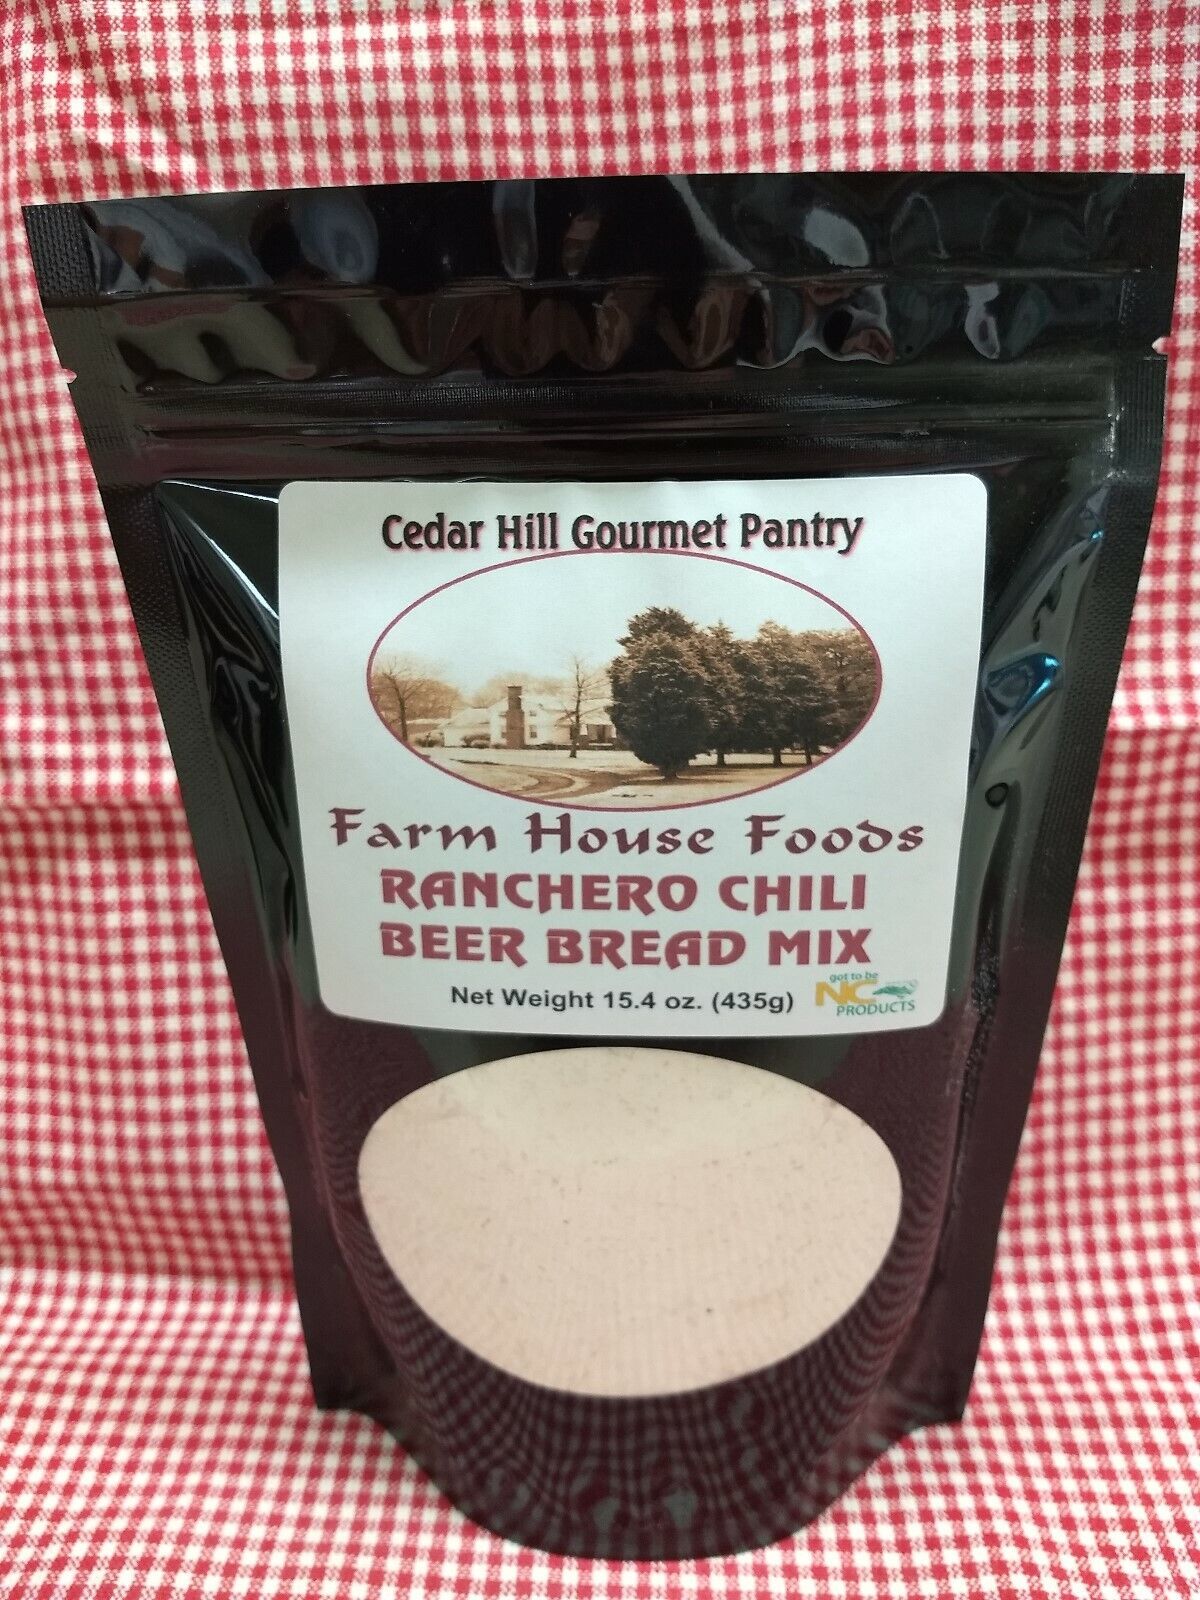 Cedar Hill Gourmet Pantry
Farm House Foods
RANCHERO CHILI
BEER BREAD MIX
Net Weight 15.4 oz. (435g)
got to be
NC
PRODUCTS